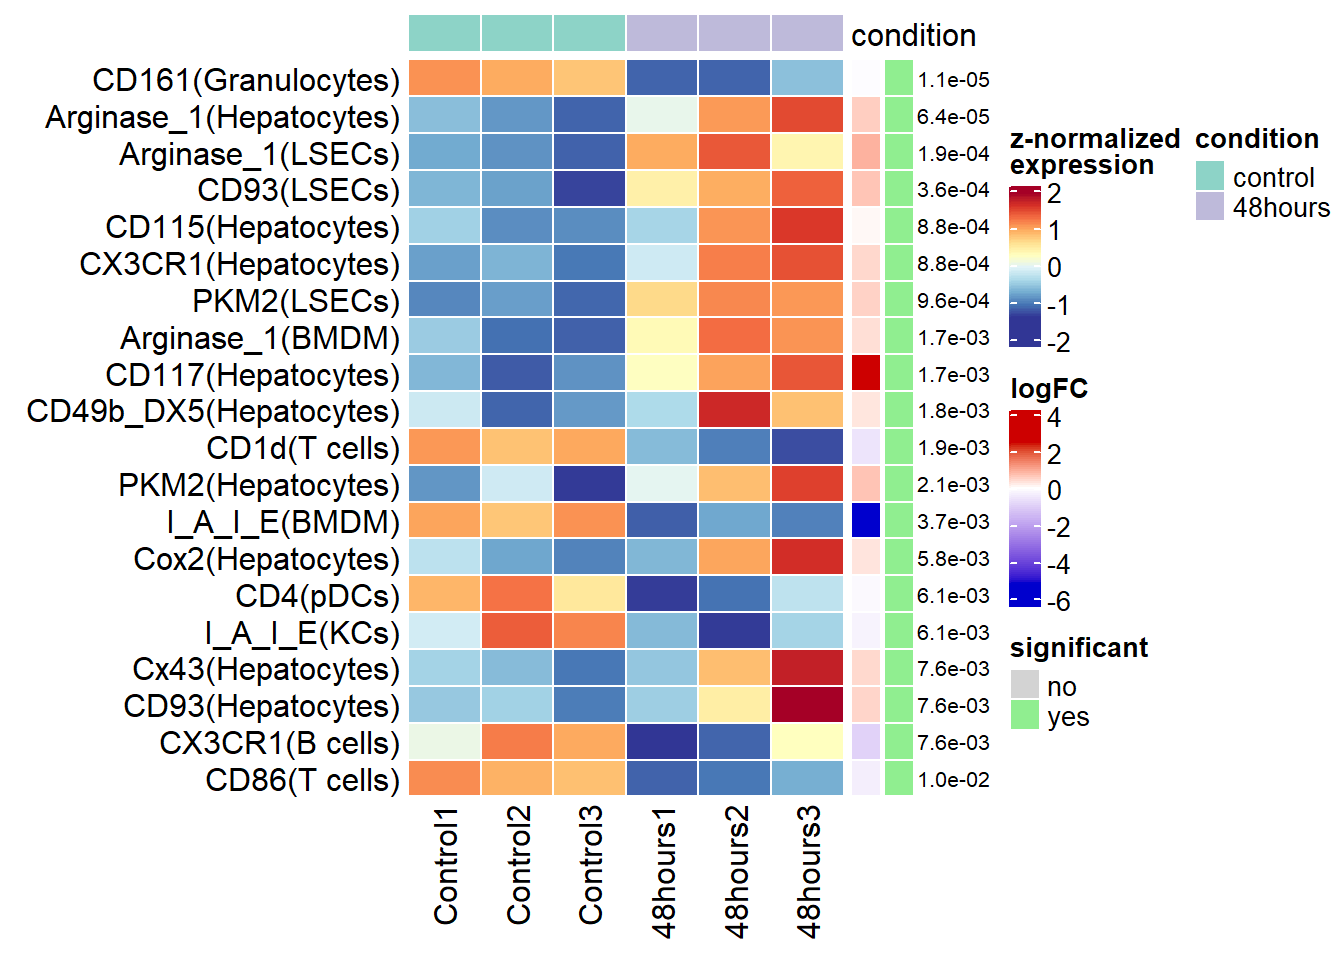 condition
CD161(Granulocytes) 1.1e-05
Arginase_1(Hepatocytes) 6.4e-05
Arginase_1(LSECs) 1.9e-04
CD93(LSECs) 3.6e-04
CD115(Hepatocytes) 8.8e-04
CX3CR1(Hepatocytes) 8.8e-04
PKM2(LSECs) 9.6e-04
Arginase_1(BMDM) 1.7e-03
CD117(Hepatocytes) 1.7e-03
CD49b_DX5(Hepatocytes) 1.8e-03
CD1d(T cells) 1.9e-03
PKM2(Hepatocytes) 2.1e-03
I_A_I_E(BMDM) 3.7e-03
Cox2(Hepatocytes) 5.8e-03
CD4(pDCs) 6.1e-03
I_A_I_E(KCs) 6.1e-03
Cx43(Hepatocytes) 7.6e-03
CD93(Hepatocytes) 7.6e-03
CX3CR1(B cells) 7.6e-03
CD86(T cells) 1.0e-02
Control1
Control2
Control3
48hours1
48hours2
48hours3
z-normalized
expression
2
1
0
-1
-2
logFC
4
2
0
-2
-4
-6
significant
no
yes
condition
control
48hours